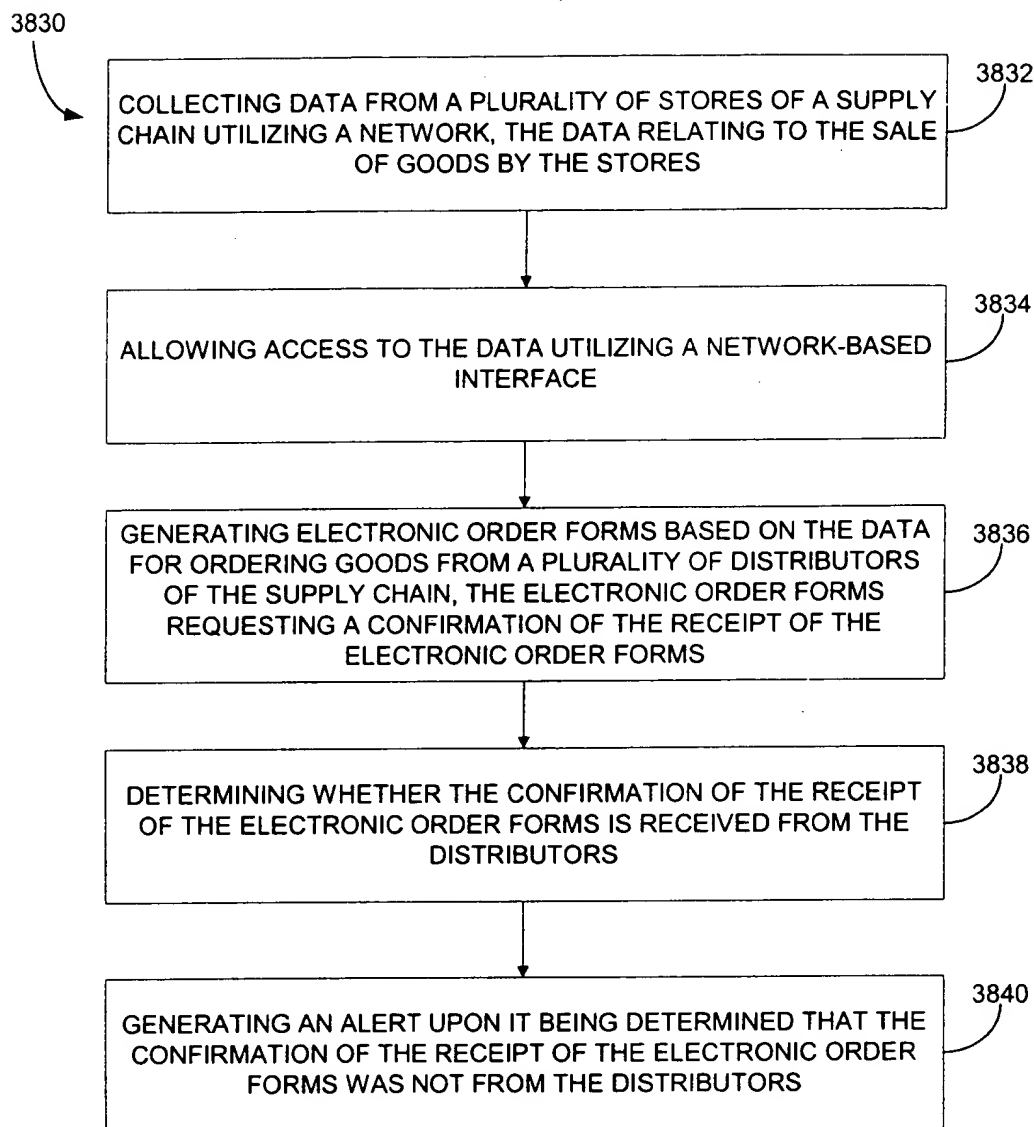 3830
3832
COLLECTING DATA FROM A PLURALITY OF STORES OF A SUPPLY
CHAIN UTILIZING A NETWORK, THE DATA RELATING TO THE SALE
OF GOODS BY THE STORES
3834
ALLOWING ACCESS TO THE DATA UTILIZING A NETWORK-BASED
INTERFACE
3836
GENERATING ELECTRONIC ORDER FORMS BASED ON THE DATA
FOR ORDERING GOODS FROM A PLURALITY OF DISTRIBUTORS
OF THE SUPPLY CHAIN, THE ELECTRONIC ORDER FORMS
REQUESTING A CONFIRMATION OF THE RECEIPT OF THE
ELECTRONIC ORDER FORMS
3838
DETERMINING WHETHER THE CONFIRMATION OF THE RECEIPT
OF THE ELECTRONIC ORDER FORMS IS RECEIVED FROM THE
DISTRIBUTORS
3840
GENERATING AN ALERT UPON IT BEING DETERMINED THAT THE
CONFIRMATION OF THE RECEIPT OF THE ELECTRONIC ORDER
FORMS WAS NOT FROM THE DISTRIBUTORS